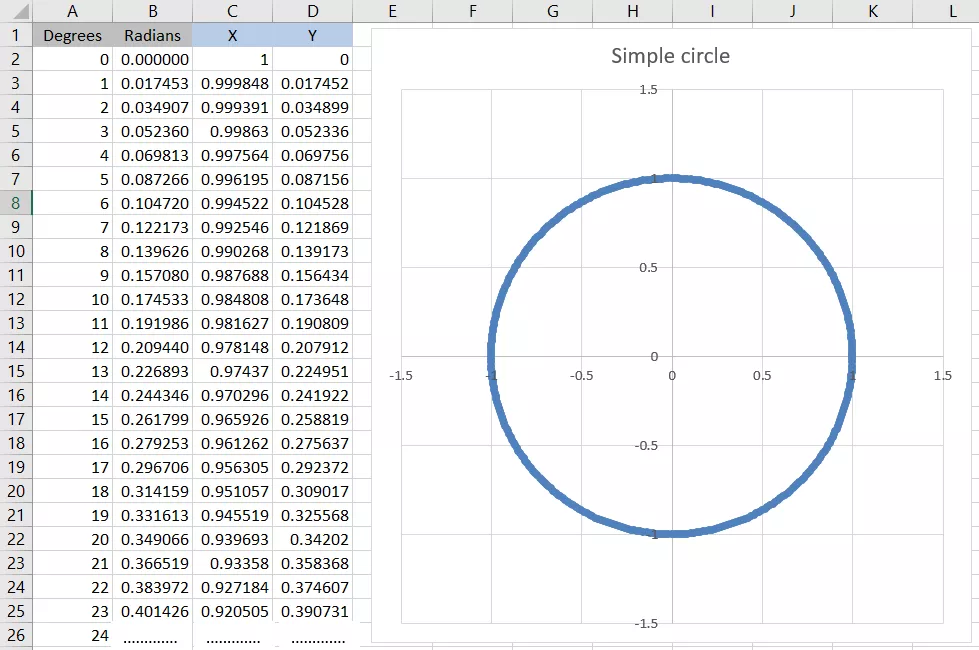 A B C D E F G H I J K L
1 Degrees Radians X Y
2 0 0.000000 1 0
3 1 0.017453 0.999848 0.017452
4 2 0.034907 0.999391 0.034899
5 3 0.052360 0.99863 0.052336
6 4 0.069813 0.997564 0.069756
7 5 0.087266 0.996195 0.087156
8 6 0.104720 0.994522 0.104528
9 7 0.122173 0.992546 0.121869
10 8 0.139626 0.990268 0.139173
11 9 0.157080 0.987688 0.156434
12 10 0.174533 0.984808 0.173648
13 11 0.191986 0.981627 0.190809
14 12 0.209440 0.978148 0.207912
15 13 0.226893 0.97437 0.224951
16 14 0.244346 0.970296 0.241922
17 15 0.261799 0.965926 0.258819
18 16 0.279253 0.961262 0.275637
19 17 0.296706 0.956305 0.292372
20 18 0.314159 0.951057 0.309017
21 19 0.331613 0.945519 0.325568
22 20 0.349066 0.939693 0.34202
23 21 0.366519 0.93358 0.358368
24 22 0.383972 0.927184 0.374607
25 23 0.401426 0.920505 0.390731
26 24 ............. ............. .............
Simple circle
1.5
1
0.5
0
-1.5 -1 -0.5 0 0.5 1 1.5
-0.5
-1
-1.5